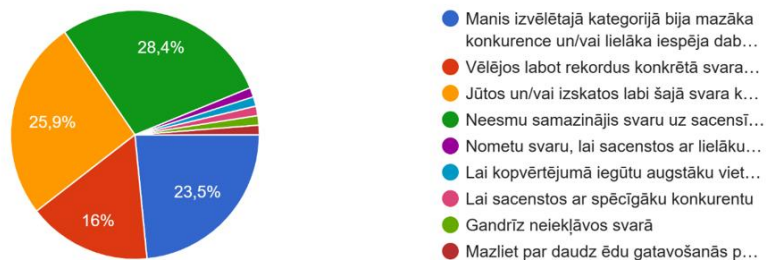 28,4%
25,9%
23,5%
16%
Manis izvēlētajā kategorijā bija mazāka
konkurence un/vai lielāka iespēja dab…
Vēlējos labot rekordus konkrētā svara…
Jūtos un/vai izskatos labi šajā svara k…
Neesmu samazinājis svaru uz sacensī…
Nometu svaru, lai sacenstos ar lielāku…
Lai kopvērtējumā iegūtu augstāku viet…
Lai sacenstos ar spēcīgāku konkurentu
Gandrīz neiekļāvos svarā
Mazliet par daudz ēdu gatavošanās p…